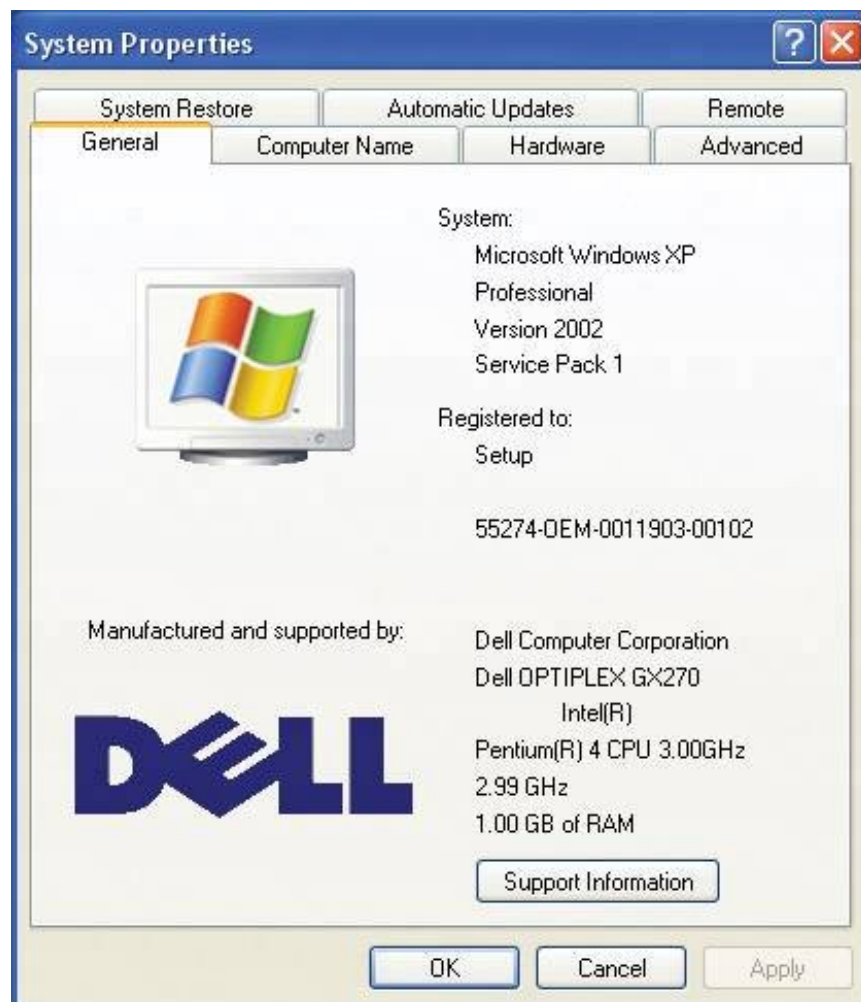 System Properties
System Restore Automatic Updates Remote
General Computer Name Hardware Advanced
System:
Microsoft Windows XP
Professional
Version 2002
Service Pack 1
Registered to:
Setup
55274-OEM-0011903-00102
Manufactured and supported by:
DELL
Dell Computer Corporation
Dell OPTIPLEX GX270
Intel(R)
Pentium(R) 4 CPU 3.00GHz
2.99 GHz
1.00 GB of RAM
Support Information
OK Cancel Apply